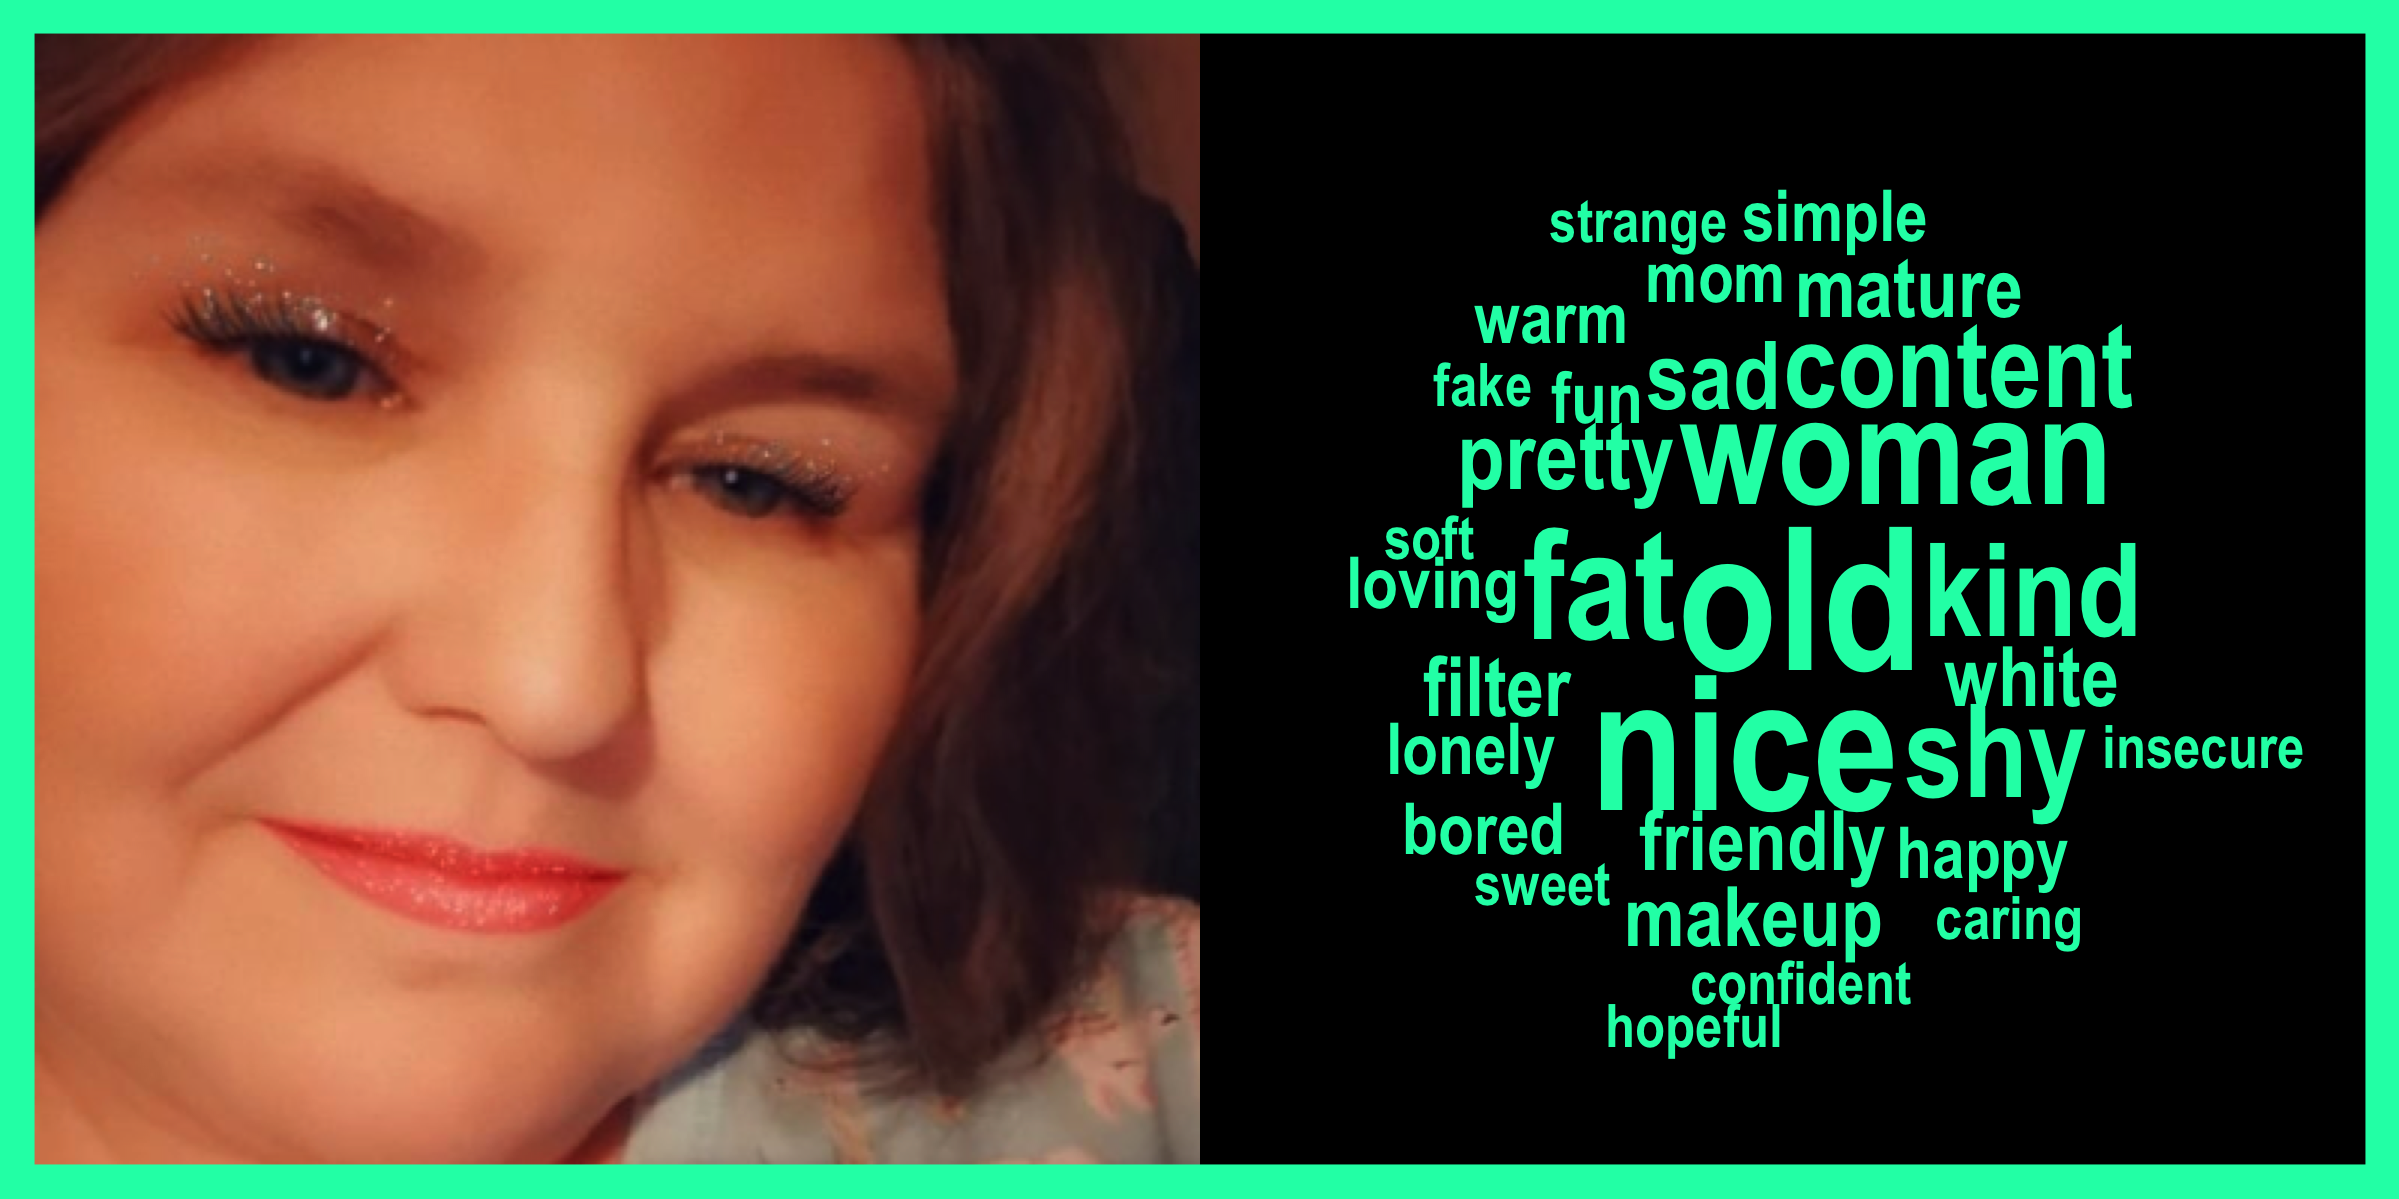 strange simple
mom mature
warm
fake fun sad content
pretty woman
soft
loving fat old kind
filter white
lonely nice shy insecure
bored friendly happy
sweet makeup caring
confident
hopeful